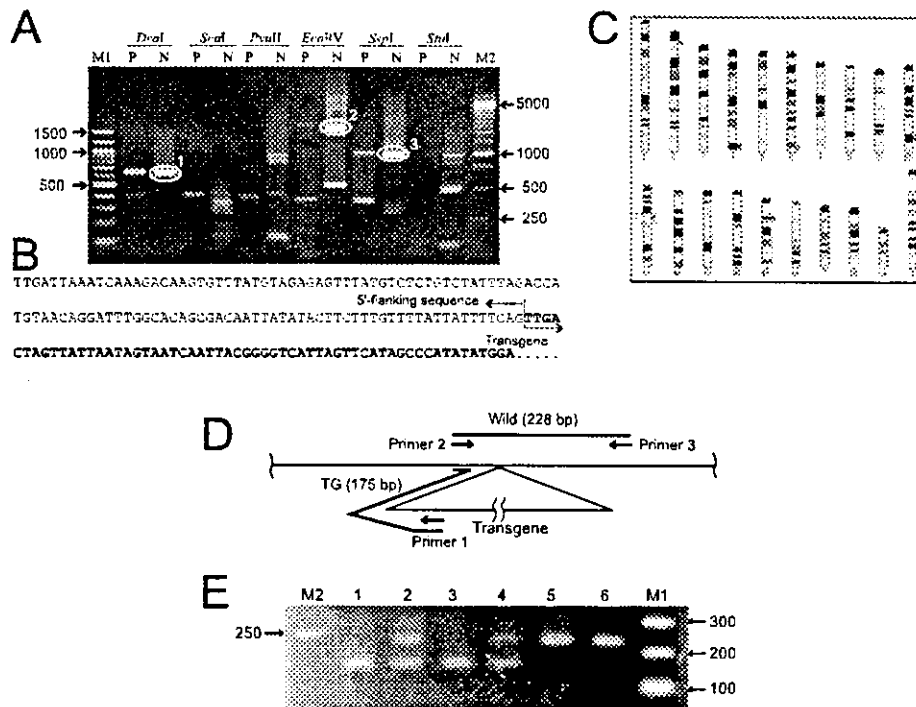 A
DraI ScaI PvuII EcoRV SspI StuI
M1 P N P N P N P N P N P N M2
1500
1000
500
5000
1000
500
250
1
2
3
B
TTGATTAAATCAAAGACAAGTGTTTATGTAGAGAGTTTATGTCTCTGTCTATTTAGACCA
5'-flanking sequence
TGTAACAGGATTTGGCACAGCGACAATTATATACTTCTTTGTTTTATTATTTTCAGTTGA
Transgene
CTAGTTATTAATAGTAATCAATTACGGGGTCATTAGTTCATAGCCCATATATGGA.....
C
D
Wild (228 bp)
Primer 2
Primer 3
TG (175 bp)
Transgene
Primer 1
E
M2 1 2 3 4 5 6 M1
250
300
200
100